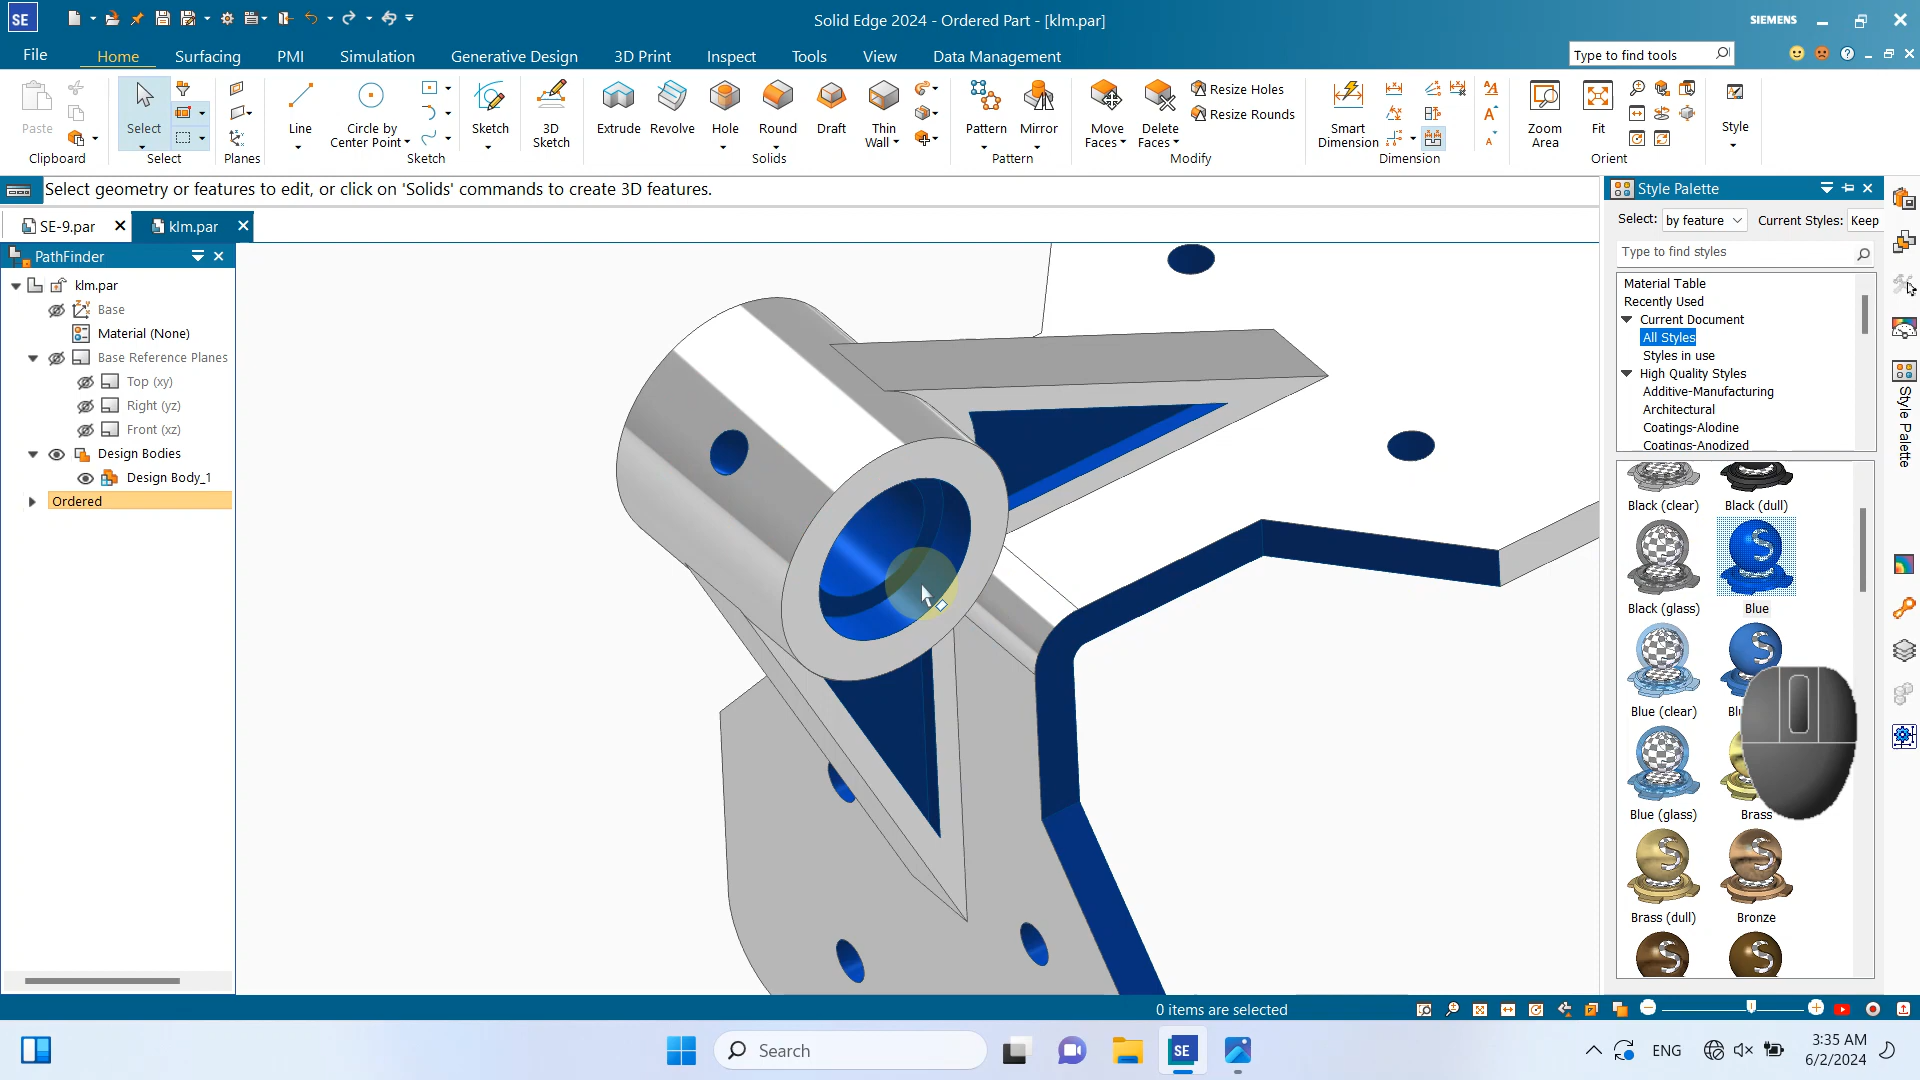 SE
Solid Edge 2024 - Ordered Part - [klm.par]
SIEMENS
File
Home
Surfacing
PMI
Simulation
Generative Design
3D Print
Inspect
Tools
View
Data Management
Type to find tools
Paste
Clipboard
Select
Select
Planes
Line
Circle by
Center Point
Sketch
Sketch
3D
Sketch
Extrude
Revolve
Hole
Round
Draft
Thin
Wall
Solids
Pattern
Mirror
Pattern
Move
Faces
Delete
Faces
Resize Holes
Resize Rounds
Modify
Smart
Dimension
Dimension
Zoom
Area
Fit
Orient
Style
Select geometry or features to edit, or click on 'Solids' commands to create 3D features.
SE-9.par
klm.par
PathFinder
klm.par
Base
Material (None)
Base Reference Planes
Top (xy)
Right (yz)
Front (xz)
Design Bodies
Design Body_1
Ordered
Style Palette
Select: by feature
Current Styles: Keep
Type to find styles
Material Table
Recently Used
Current Document
All Styles
Styles in use
High Quality Styles
Additive-Manufacturing
Architectural
Coatings-Alodine
Coatings-Anodized
Black (clear)
Black (dull)
Black (glass)
Blue
Blue (clear)
Blue (glass)
Brass
Brass (dull)
Bronze
Style Palette
0 items are selected
Search
SE
ENG
3:35 AM
6/2/2024